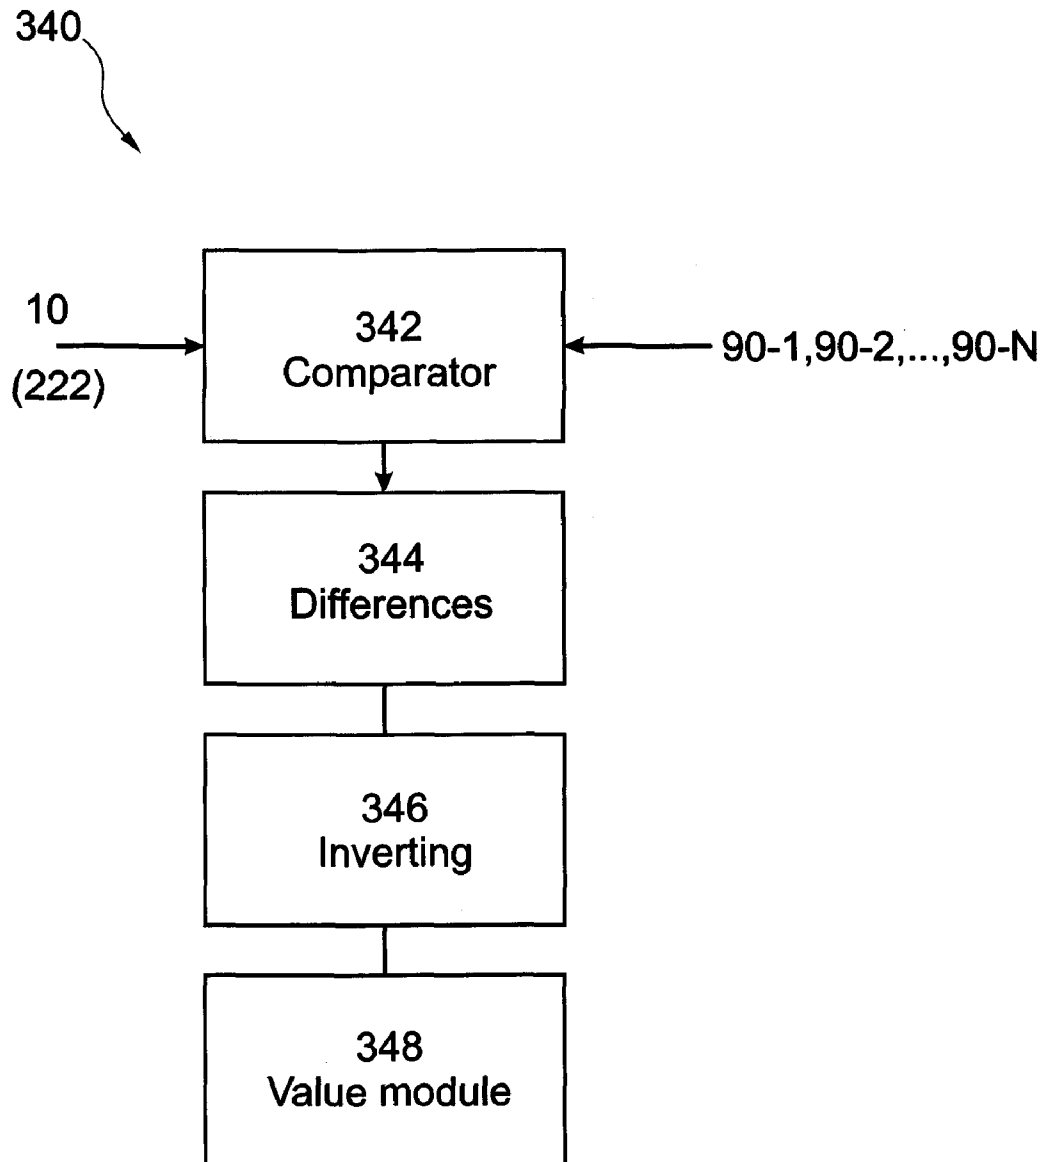 340
10
(222)
342
Comparator
90-1,90-2,...,90-N
344
Differences
346
Inverting
348
Value module